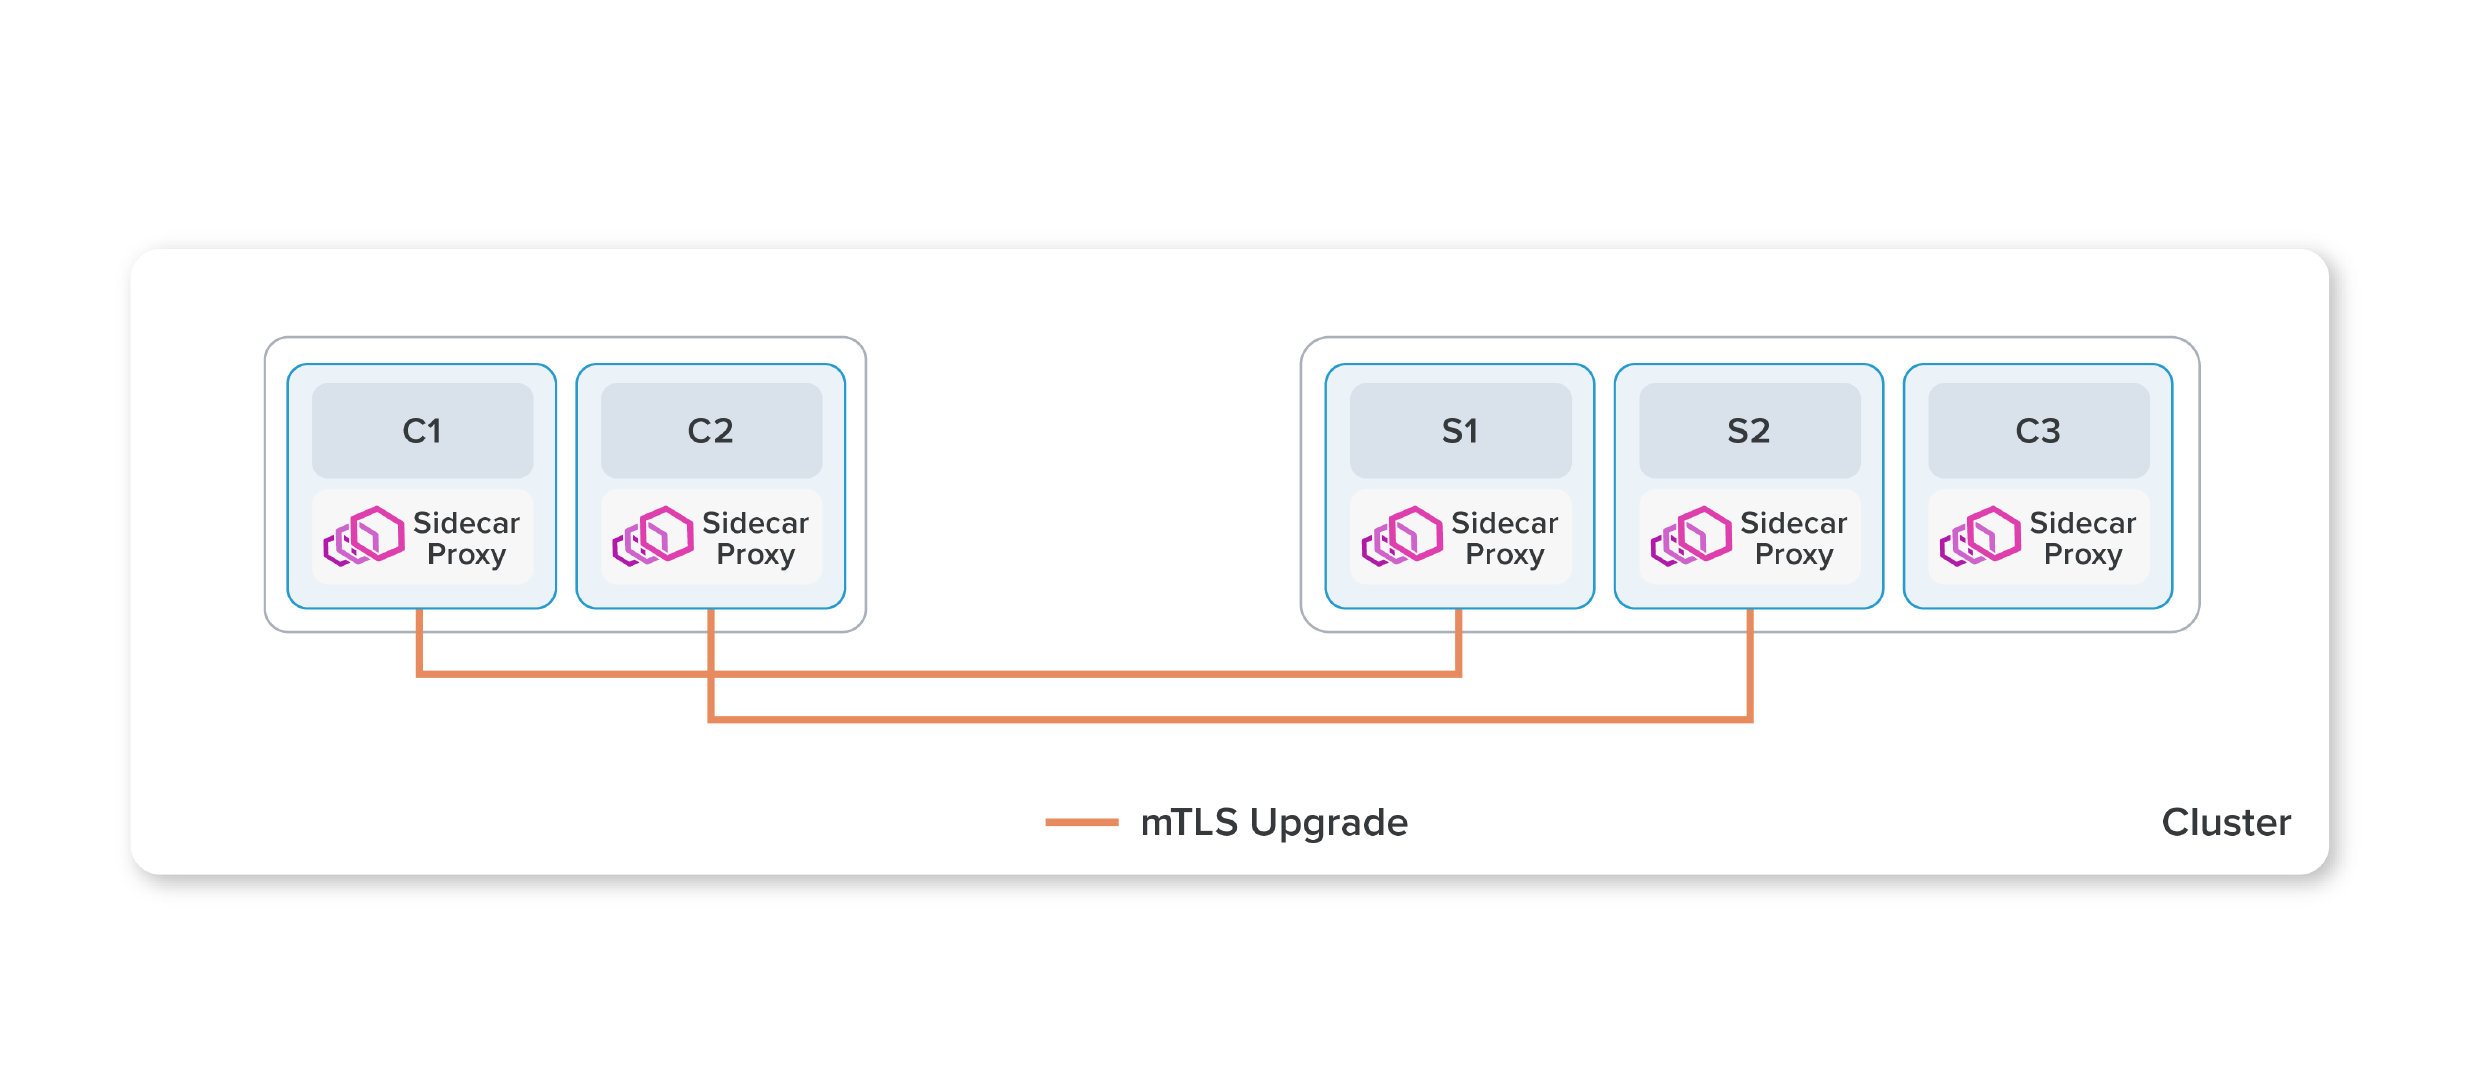 C1
C2
S1
S2
C3
Sidecar
Proxy
Sidecar
Proxy
Sidecar
Proxy
Sidecar
Proxy
Sidecar
Proxy
mTLS Upgrade
Cluster